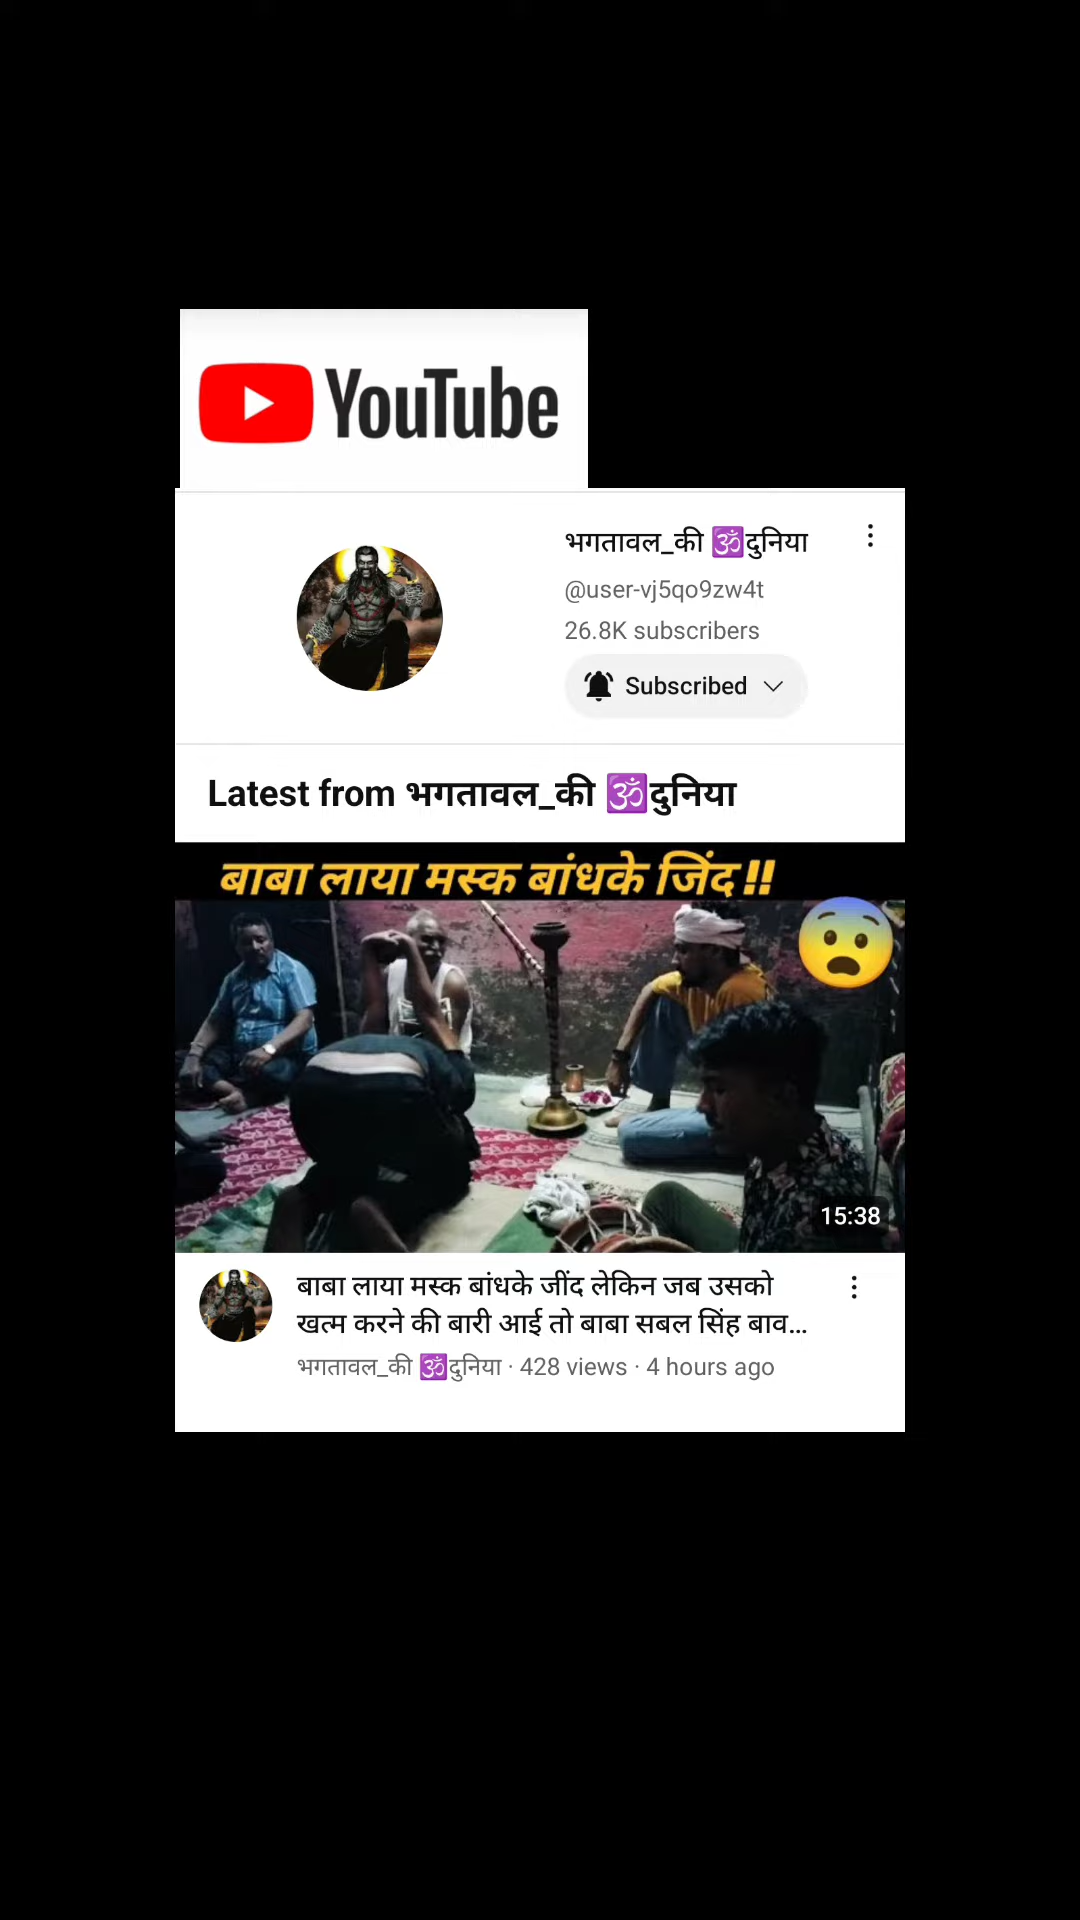 YouTube
भगतावल_की 🕉️दुनिया
@user-vj5qo9zw4t
26.8K subscribers
Subscribed
Latest from भगतावल_की 🕉️दुनिया
बाबा लाया मस्क बांधके जिंद!!
15:38
बाबा लाया मस्क बांधके जींद लेकिन जब उसको
खत्म करने की बारी आई तो बाबा सबल सिंह बाव...
भगतावल_की 🕉️दुनिया · 428 views · 4 hours ago